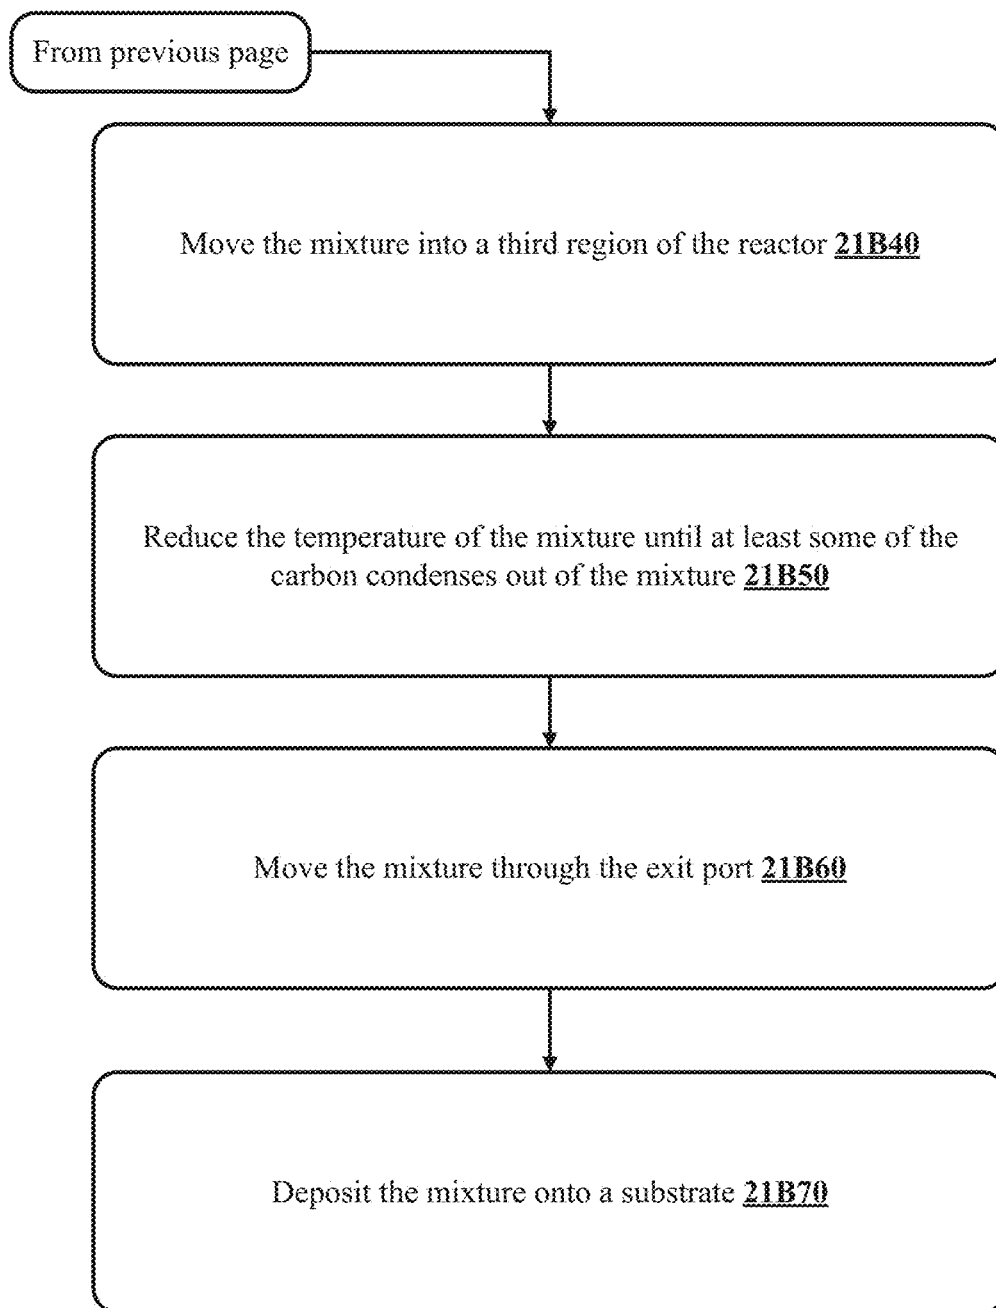 From previous page
Move the mixture into a third region of the reactor 21B40
Reduce the temperature of the mixture until at least some of the
carbon condenses out of the mixture 21B50
Move the mixture through the exit port 21B60
Deposit the mixture onto a substrate 21B70